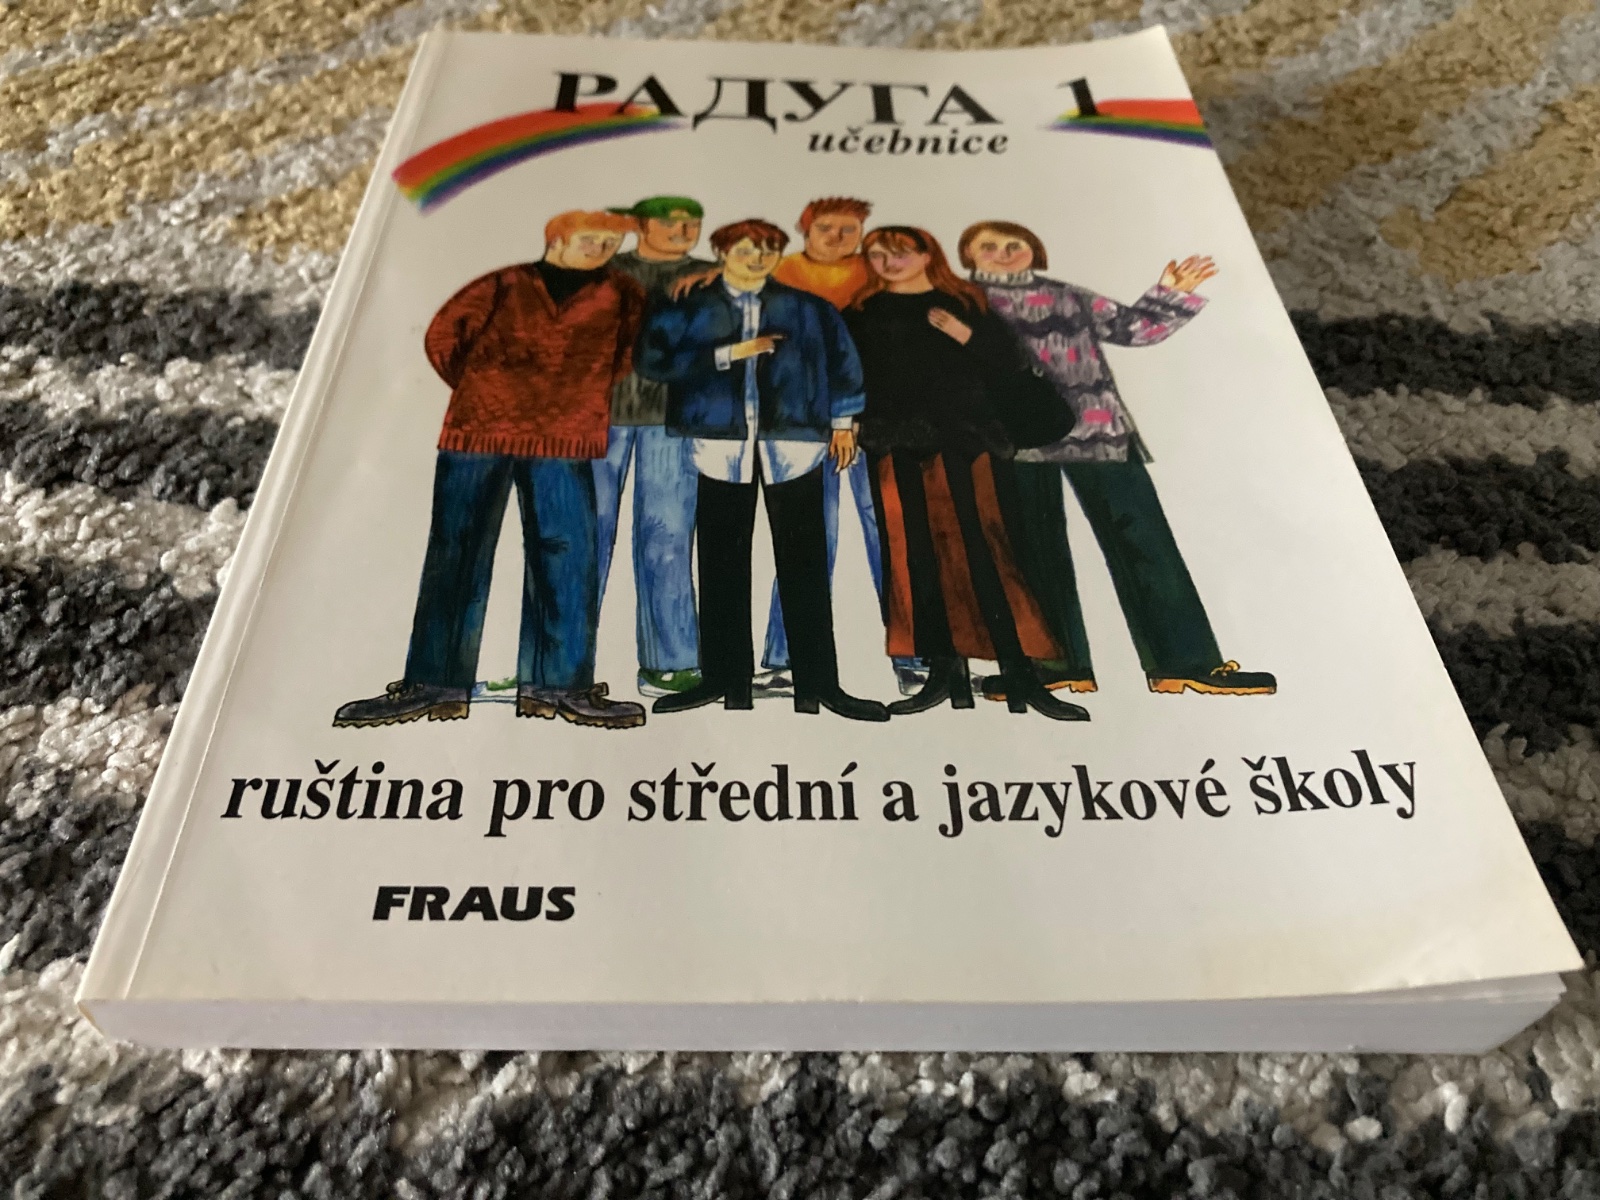 РАДУГА 1
učebnice
ruština pro střední a jazykové školy
FRAUS